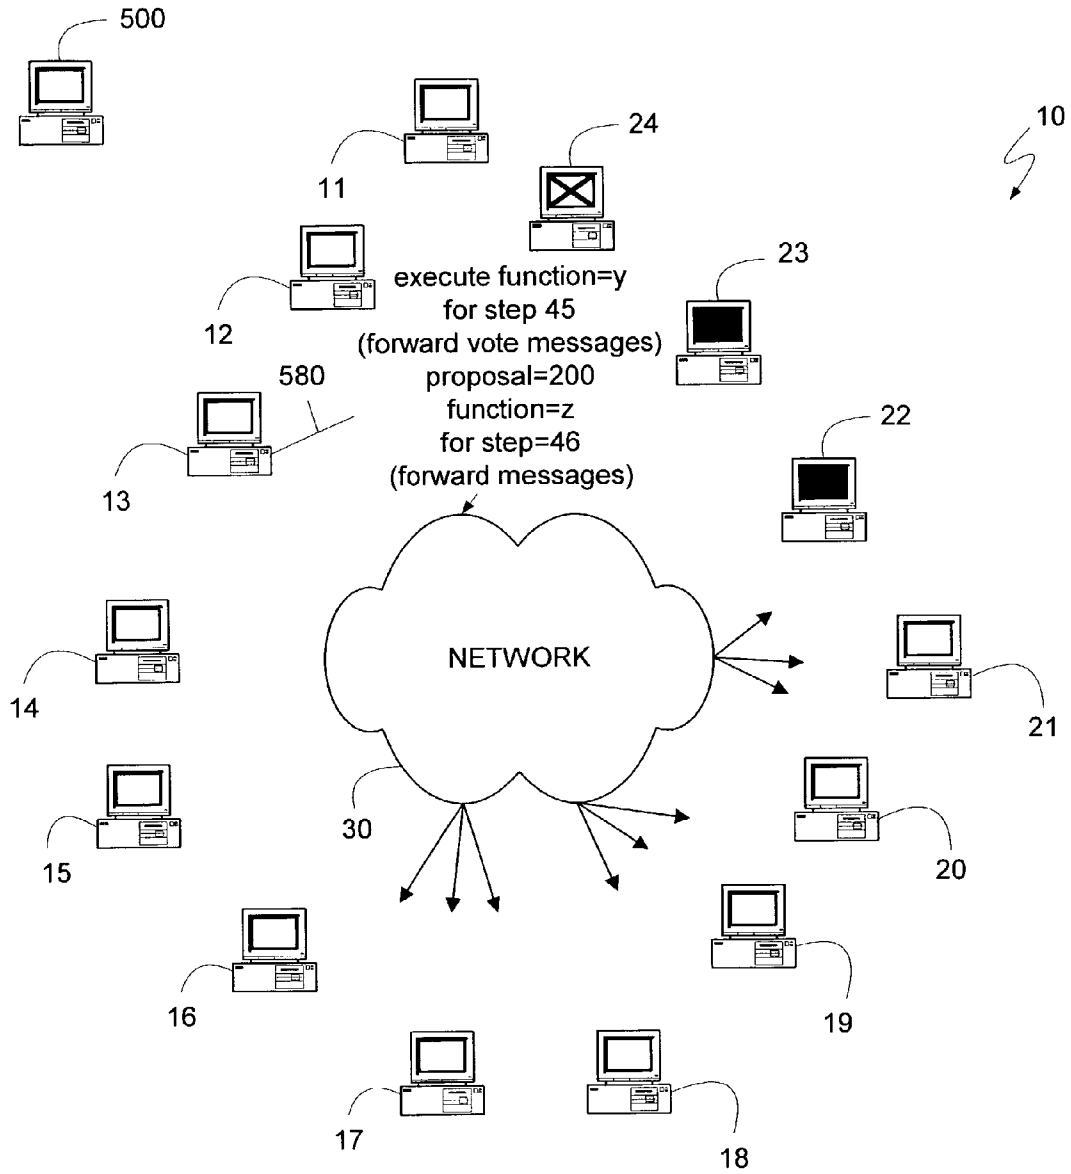 500
11
24
10
12
23
execute function=y
for step 45
(forward vote messages)
proposal=200
function=z
for step=46
(forward messages)
580
13
22
14
NETWORK
21
30
15
20
16
19
17
18